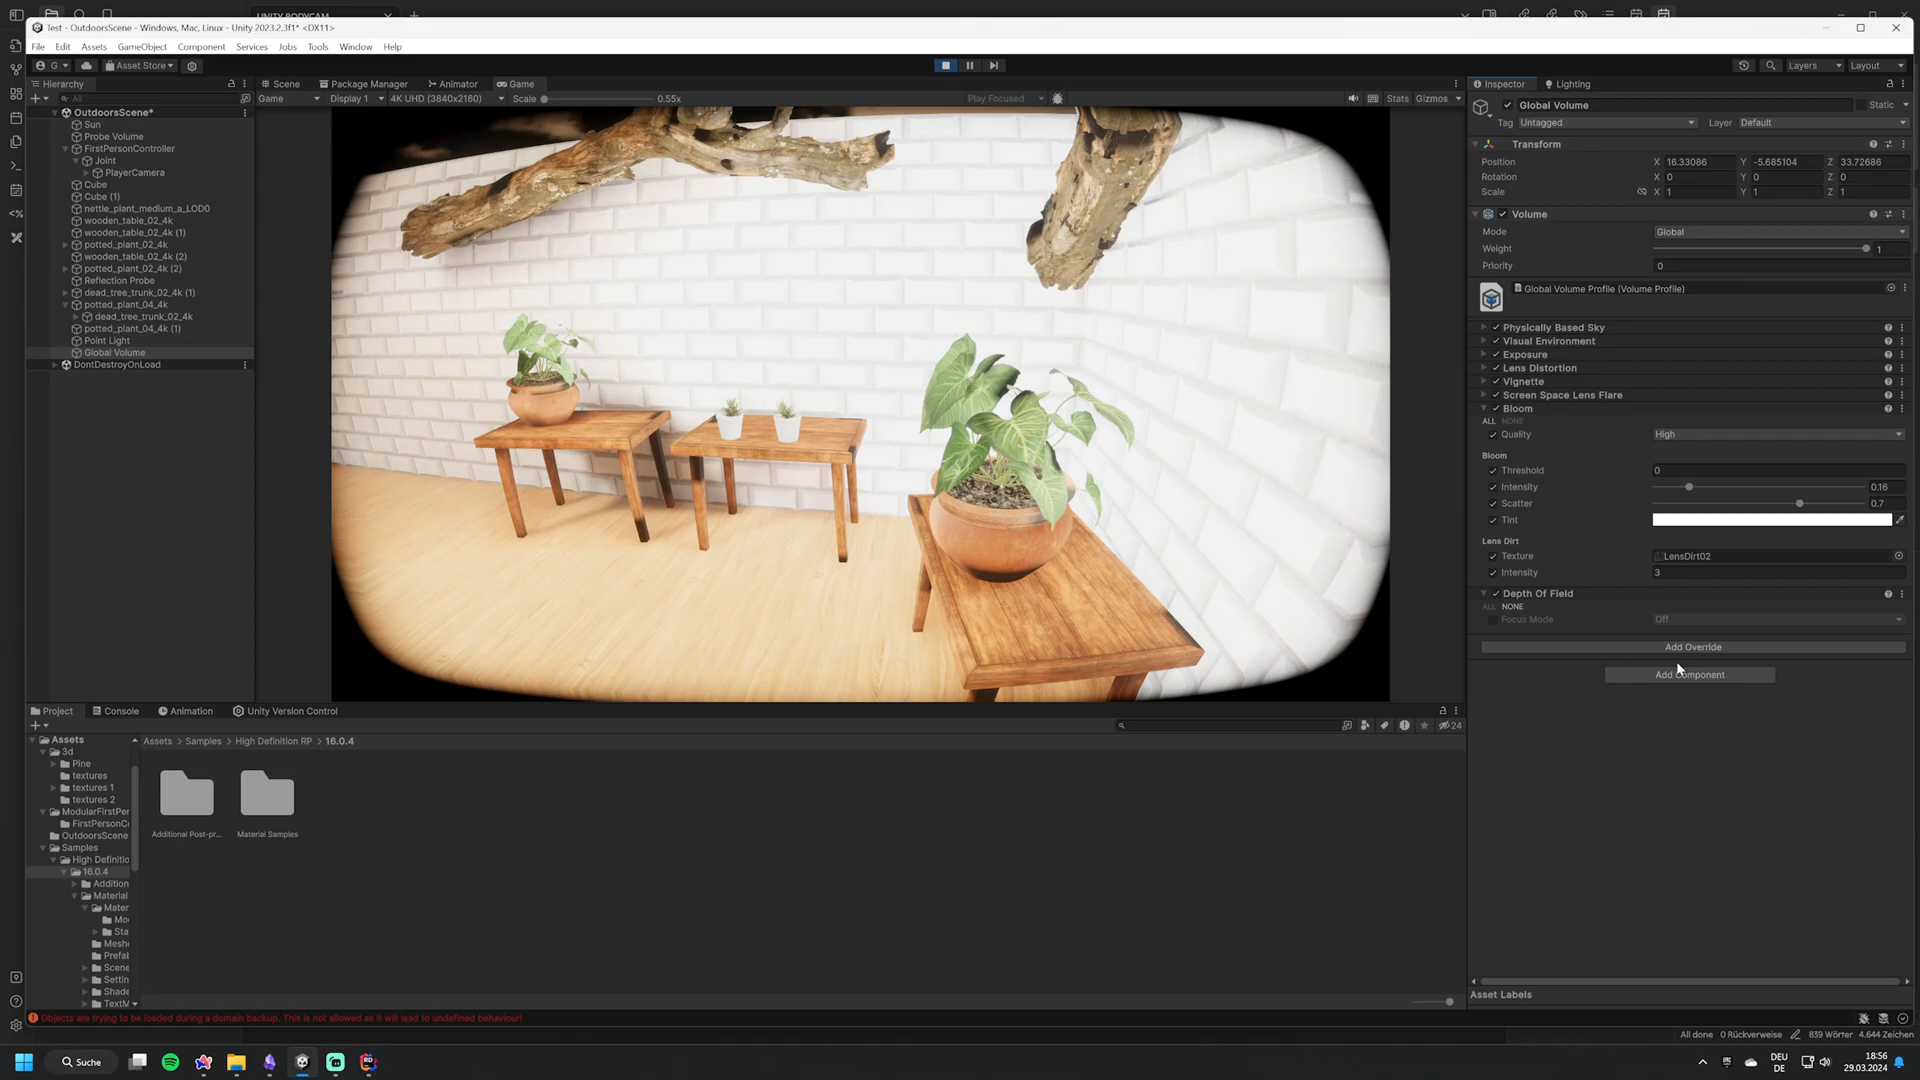 UNITY BODYCAM
Test - OutdoorsScene - Windows, Mac, Linux - Unity 2023.2.3f1* <DX11>
File Edit Assets GameObject Component Services Jobs Tools Window Help
G Asset Store Layers Layout
Hierarchy Scene Package Manager Animator Game Inspector Lighting
All Game Display 1 4K UHD (3840x2160) Scale 0.55x Play Focused Stats Gizmos
OutdoorsScene*
Sun
Probe Volume
FirstPersonController
Joint
PlayerCamera
Cube
Cube (1)
nettle_plant_medium_a_LOD0
wooden_table_02_4k
wooden_table_02_4k (1)
potted_plant_02_4k
wooden_table_02_4k (2)
potted_plant_02_4k (2)
Reflection Probe
dead_tree_trunk_02_4k (1)
potted_plant_04_4k
dead_tree_trunk_02_4k
potted_plant_04_4k (1)
Point Light
Global Volume
DontDestroyOnLoad
Global Volume Static
Tag Untagged Layer Default
Transform
Position X 16.33086 Y -5.685104 Z 33.72686
Rotation X 0 Y 0 Z 0
Scale X 1 Y 1 Z 1
Volume
Mode Global
Weight 1
Priority 0
Global Volume Profile (Volume Profile)
Physically Based Sky
Visual Environment
Exposure
Lens Distortion
Vignette
Screen Space Lens Flare
Bloom
ALL NONE
Quality High
Bloom
Threshold 0
Intensity 0.16
Scatter 0.7
Tint
Lens Dirt
Texture LensDirt02
Intensity 3
Depth Of Field
ALL NONE
Focus Mode Off
Add Override
Add Component
Project Console Animation Unity Version Control
24
Assets
3d
Pine
textures
textures 1
textures 2
ModularFirstPer
FirstPersonC
OutdoorsScene
Samples
High Definitio
16.0.4
Addition
Material
Mater
Mo
Sta
Mesh
Prefab
Scene
Settin
Shade
TextM
Assets > Samples > High Definition RP > 16.0.4
Additional Post-pr... Material Samples
Asset Labels
Objects are trying to be loaded during a domain backup. This is not allowed as it will lead to undefined behaviour!
All done 0 Rückverweise 839 Wörter 4.644 Zeichen
Suche
DEU
DE
18:56
29.03.2024